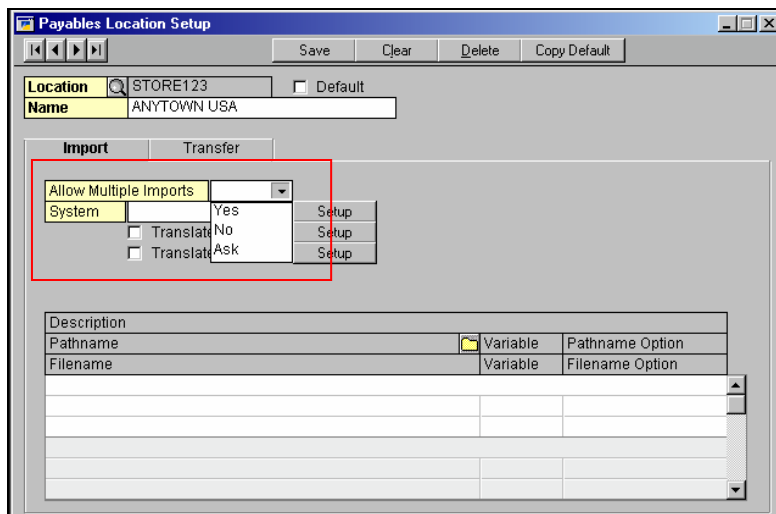 Payables Location Setup
Save Clear Delete Copy Default
Location STORE123 Default
Name ANYTOWN USA
Import Transfer
Allow Multiple Imports
System Yes Setup
Translate No Setup
Translate Ask Setup
Description
Pathname Variable Pathname Option
Filename Variable Filename Option